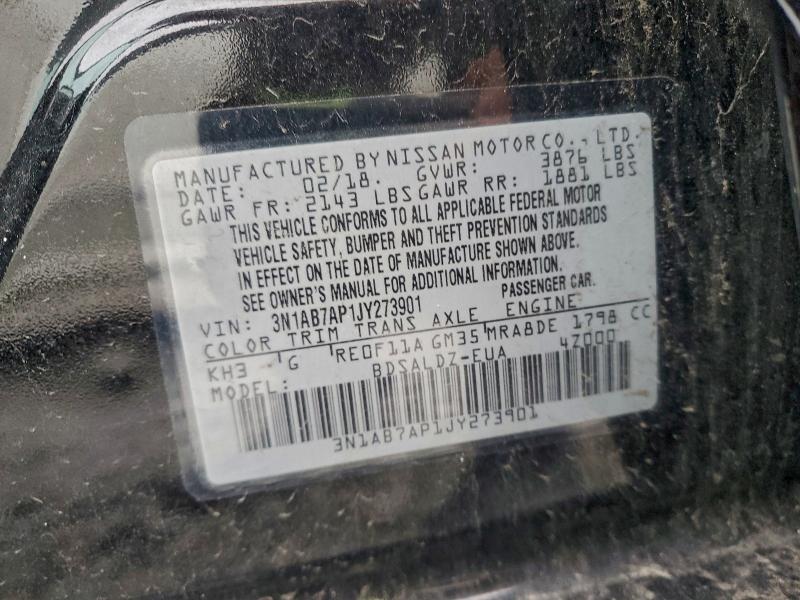 MANUFACTURED BY NISSAN MOTOR CO., LTD.
DATE: 02/18. GVWR: 3876 LBS
GAWR FR: 2143 LBS GAWR RR: 1881 LBS
THIS VEHICLE CONFORMS TO ALL APPLICABLE FEDERAL MOTOR
VEHICLE SAFETY, BUMPER AND THEFT PREVENTION STANDARDS
IN EFFECT ON THE DATE OF MANUFACTURE SHOWN ABOVE.
SEE OWNER'S MANUAL FOR ADDITIONAL INFORMATION.
VIN: 3N1AB7AP1JY273901 PASSENGER CAR.
COLOR TRIM TRANS AXLE ENGINE
KH3 G RE0F11A GM35 MRA8DE 1798 CC
MODEL: BDSALDZ-EUA 4Z000
3N1AB7AP1JY273901